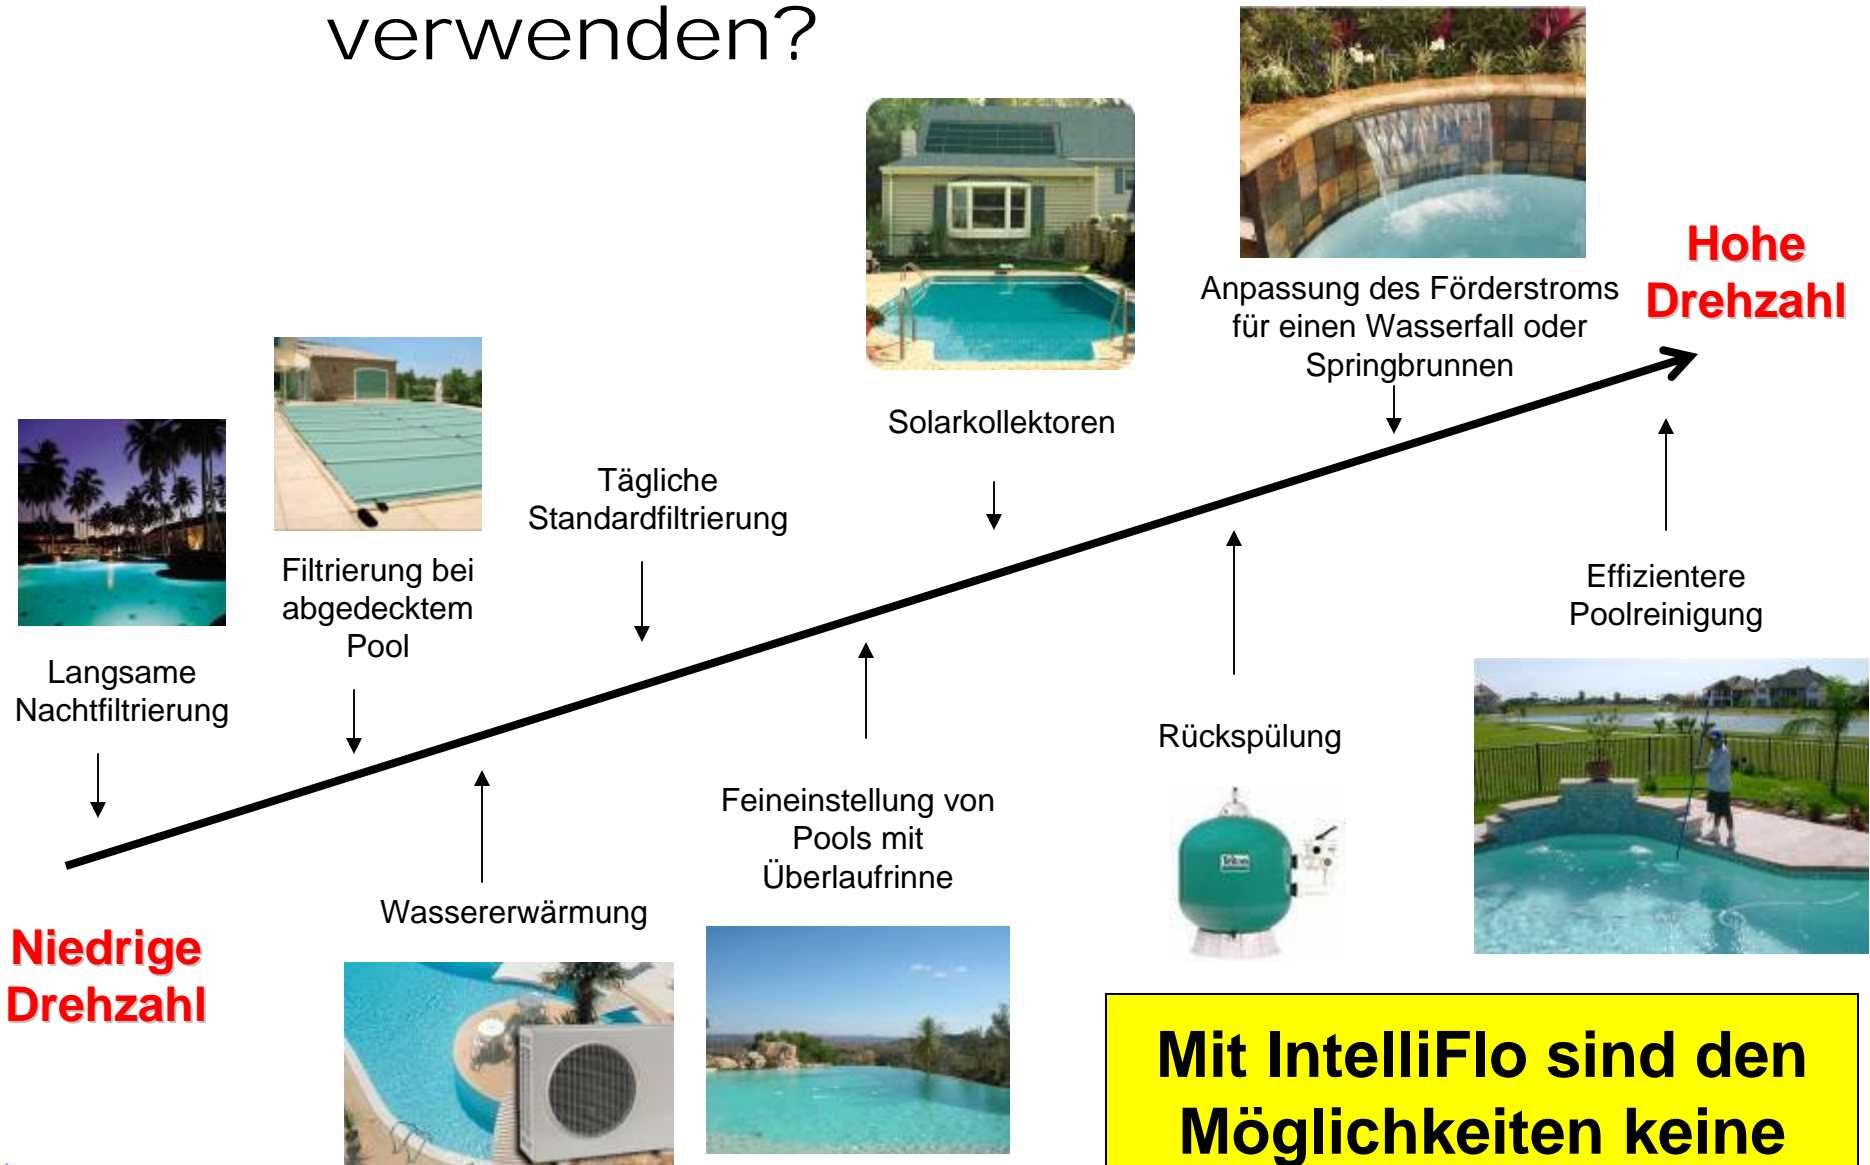 verwenden?
Hohe
Drehzahl
Anpassung des Förderstroms
für einen Wasserfall oder
Springbrunnen
Solarkollektoren
Tägliche
Standardfiltrierung
Filtrierung bei
abgedecktem
Pool
Langsame
Nachtfiltrierung
Effizientere
Poolreinigung
Rückspülung
Feineinstellung von
Pools mit
Überlaufrinne
Wassererwärmung
Niedrige
Drehzahl
Triton
Mit IntelliFlo sind den
Möglichkeiten keine